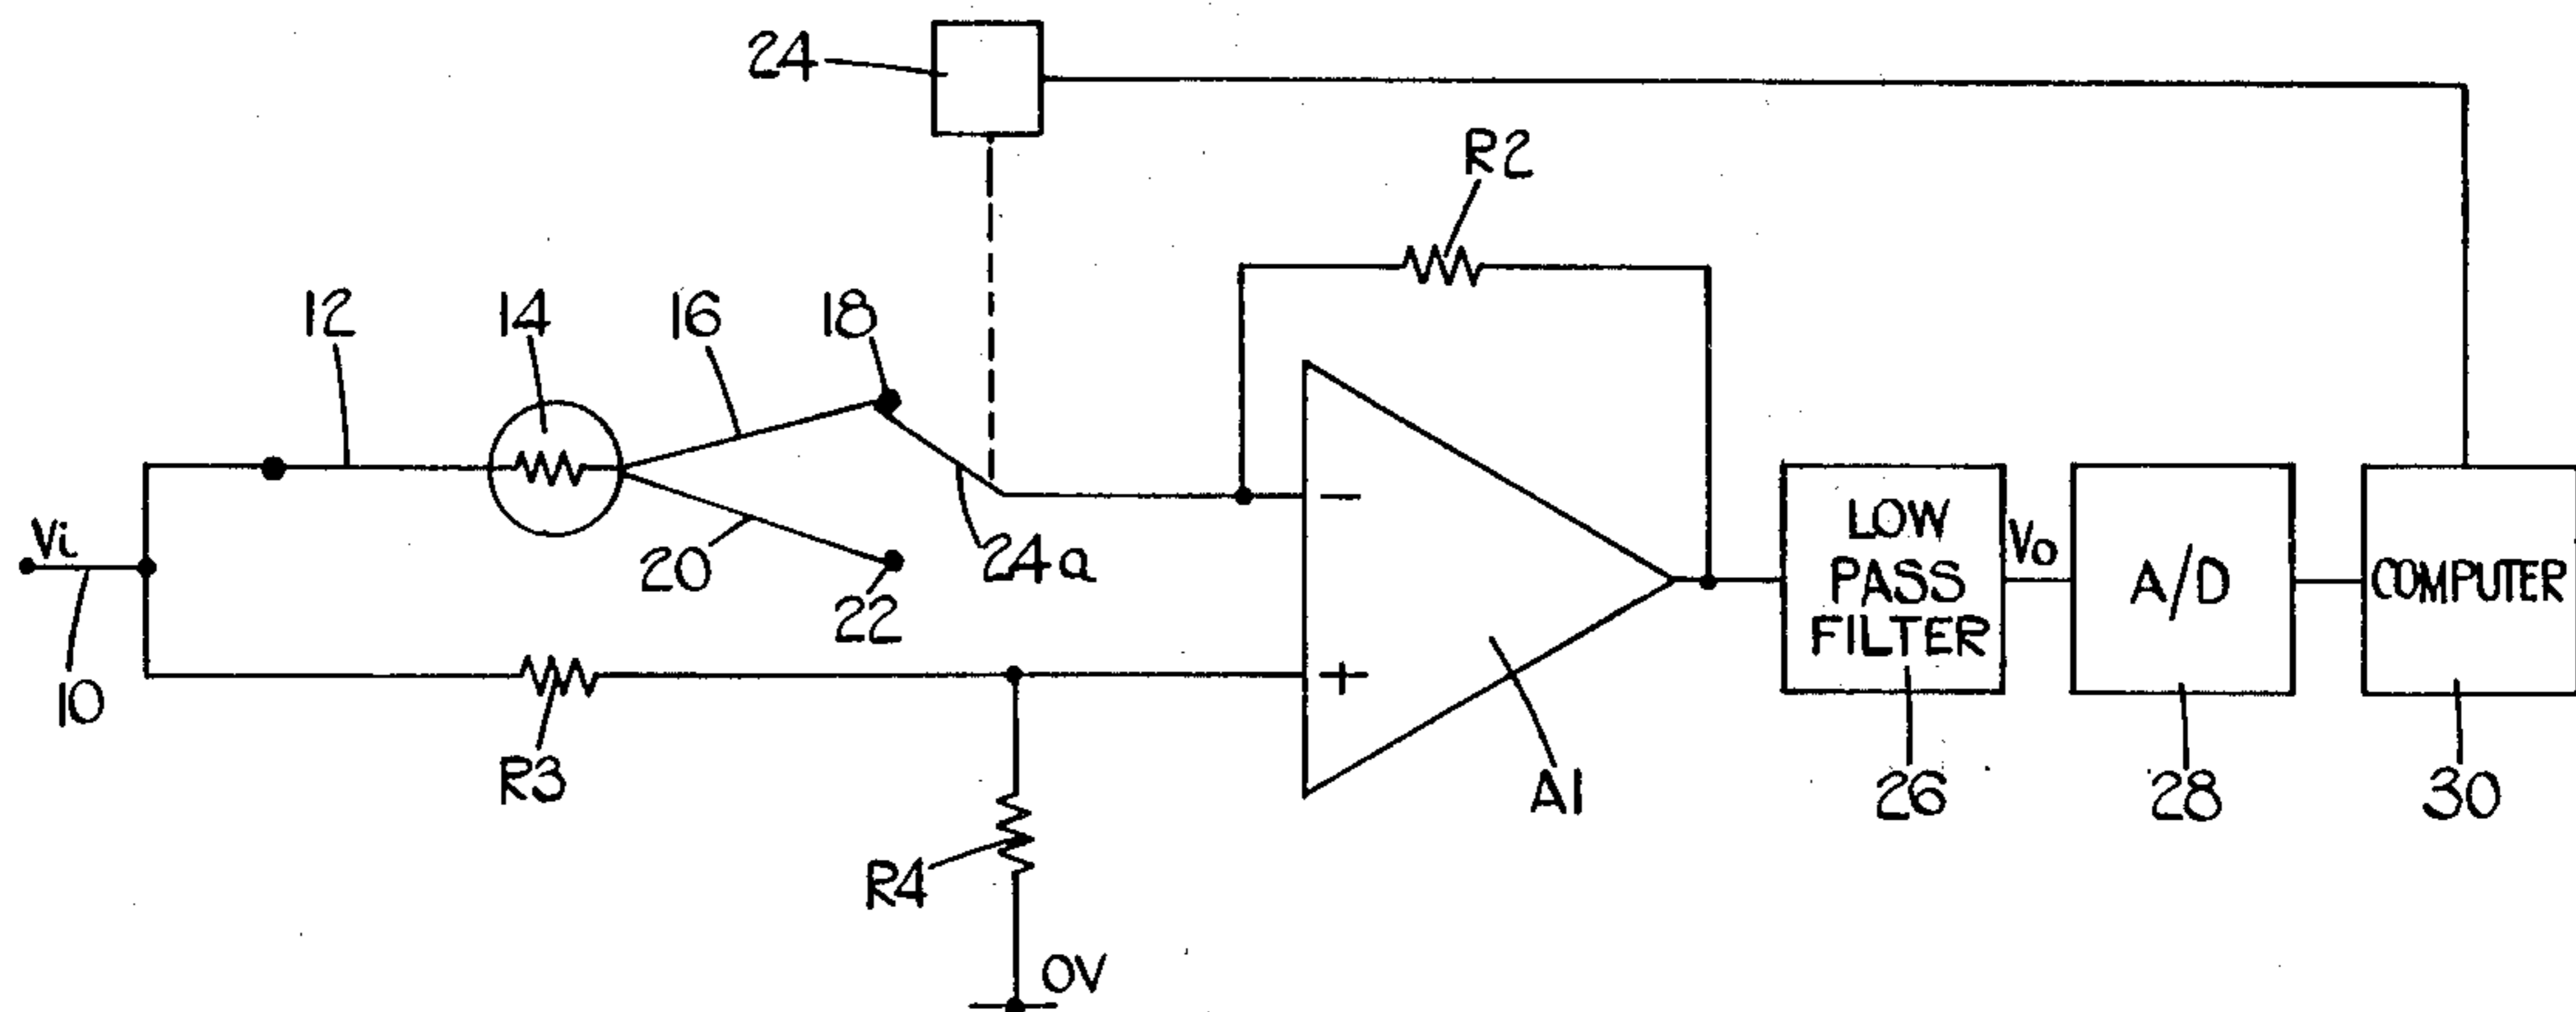 24
R2
12
14
16
18
Vi
20
22
24a
10
R3
R4
0V
−
+
A1
LOW
PASS
FILTER
26
Vo
A/D
28
COMPUTER
30